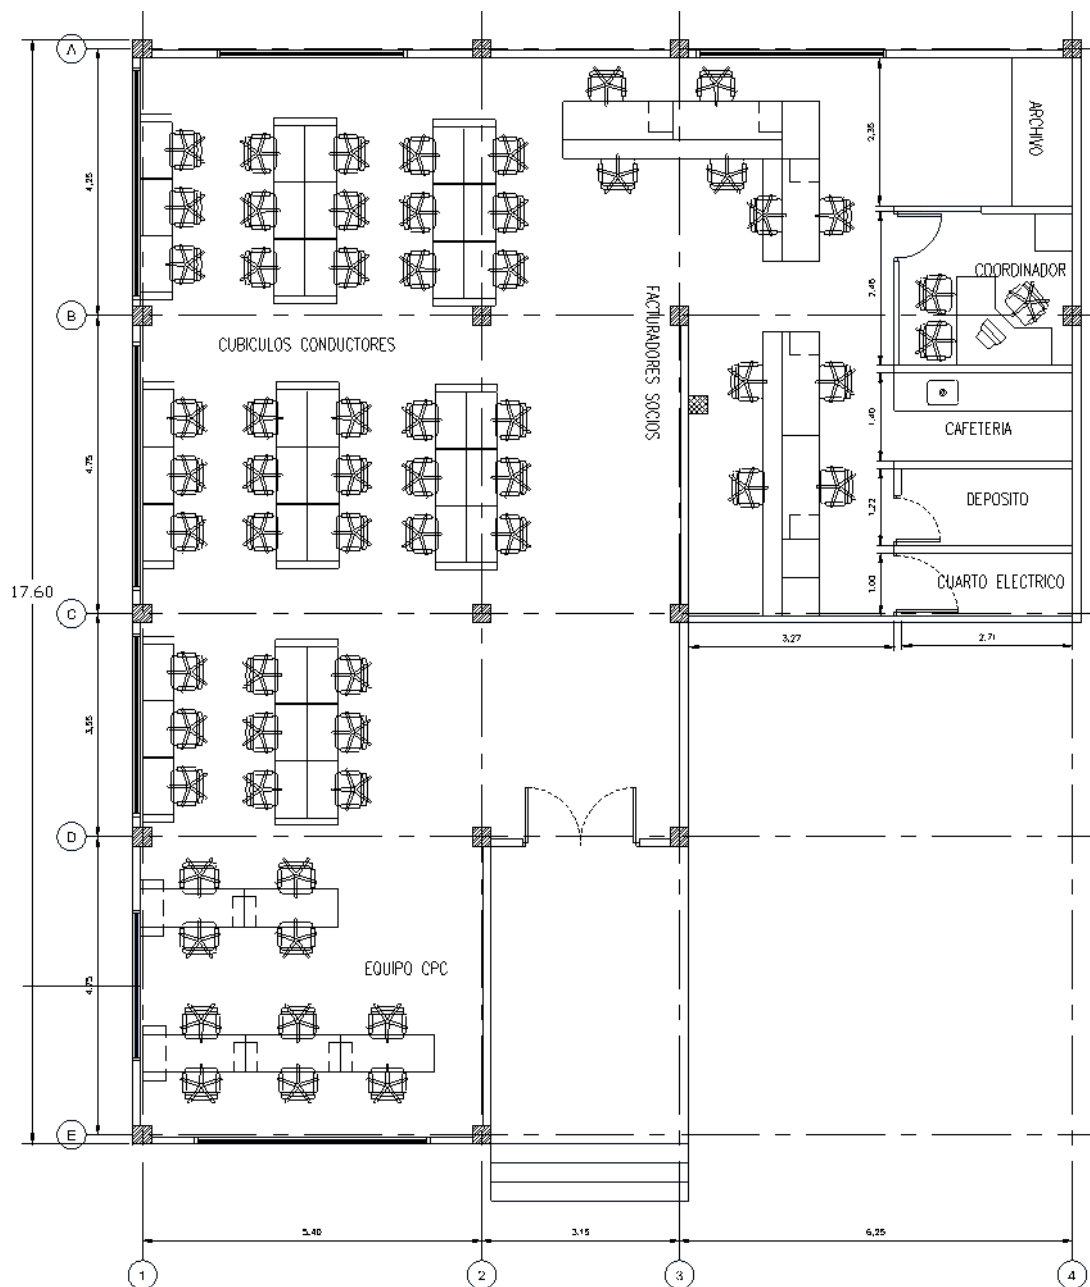 A
ARCHIVO
2,35
4,25
COORDINADOR
2,46
B
CUBICULOS CONDUCTORES
FACTURADORES SOCIOS
1,40
CAFETERIA
4,75
DEPOSITO
1,22
17.60
CUARTO ELECTRICO
1,00
C
3,27
2,71
3,55
D
EQUIPO CPC
4,75
E
5,40
3,15
6,25
1
2
3
4